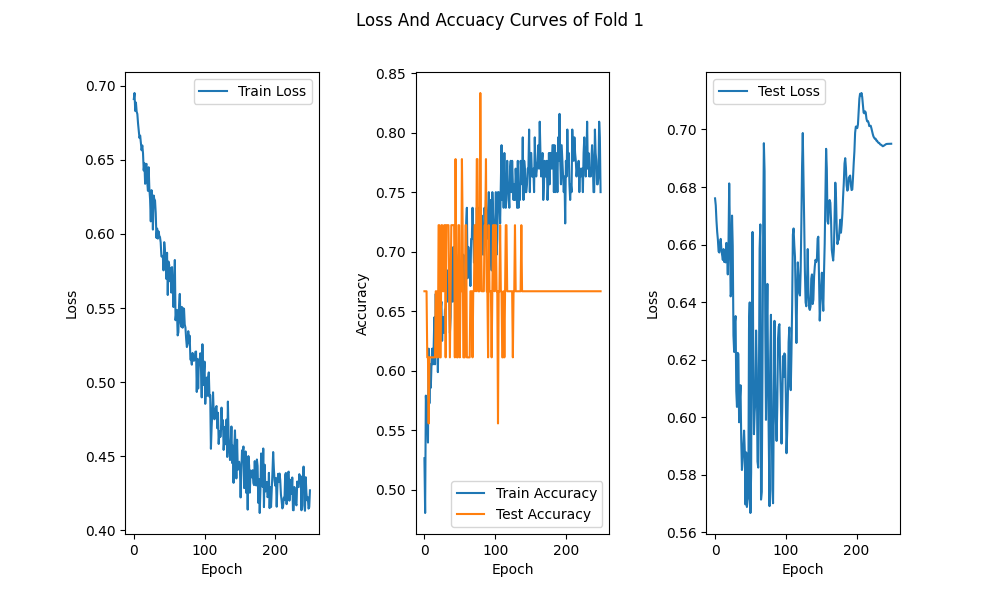 Loss And Accuacy Curves of Fold 1
0.70
0.65
0.60
0.55
0.50
0.45
0.40
0
100
200
Loss
Epoch
Train Loss
0.85
0.80
0.75
0.70
0.65
0.60
0.55
0.50
0
100
200
Accuracy
Epoch
Train Accuracy
Test Accuracy
0.70
0.68
0.66
0.64
0.62
0.60
0.58
0.56
0
100
200
Loss
Epoch
Test Loss